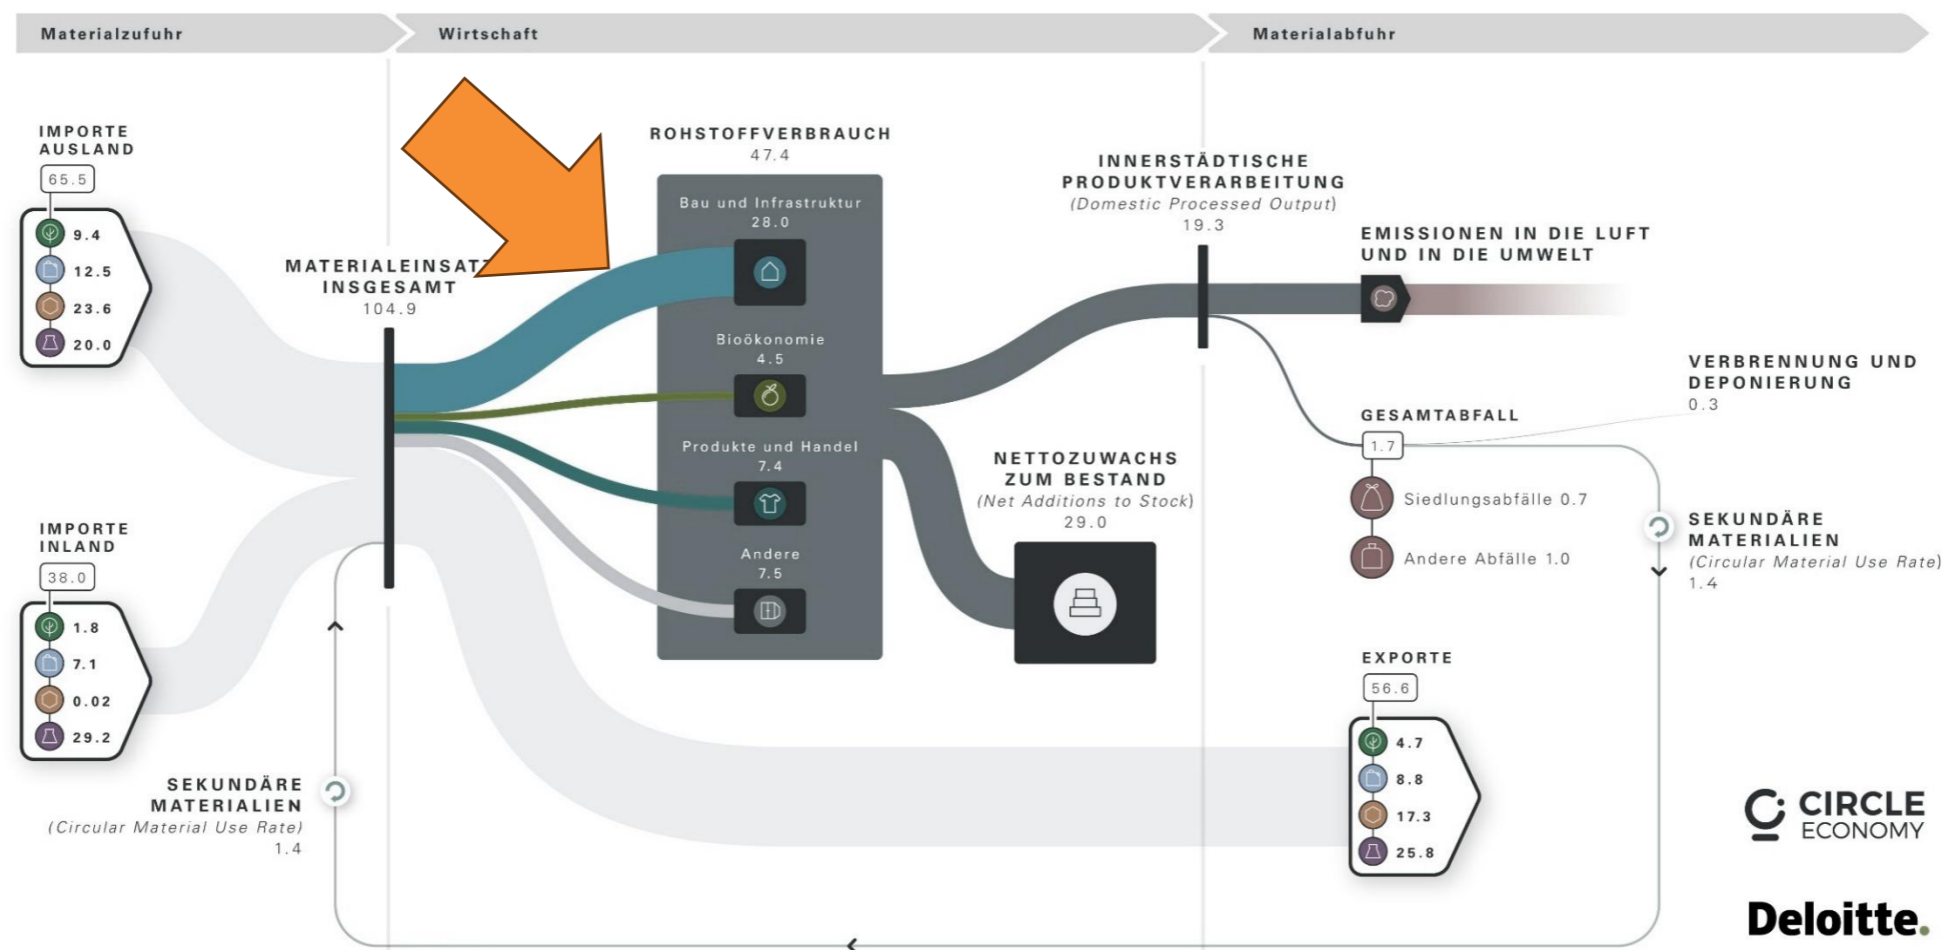 Materialzufuhr
Wirtschaft
Materialabfuhr
IMPORTE
AUSLAND
65.5
9.4
12.5
23.6
20.0
IMPORTE
INLAND
38.0
1.8
7.1
0.02
29.2
SEKUNDÄRE
MATERIALIEN
(Circular Material Use Rate)
1.4
MATERIALEINSAT
INSGESAMT
104.9
ROHSTOFFVERBRAUCH
47.4
Bau und Infrastruktur
28.0
Bioökonomie
4.5
Produkte und Handel
7.4
Andere
7.5
NETTOZUWACHS
ZUM BESTAND
(Net Additions to Stock)
29.0
INNERSTÄDTISCHE
PRODUKTVERARBEITUNG
(Domestic Processed Output)
19.3
EMISSIONEN IN DIE LUFT
UND IN DIE UMWELT
VERBRENNUNG UND
DEPONIERUNG
0.3
GESAMTABFALL
1.7
Siedlungsabfälle 0.7
Andere Abfälle 1.0
SEKUNDÄRE
MATERIALIEN
(Circular Material Use Rate)
1.4
EXPORTE
56.6
4.7
8.8
17.3
25.8
CIRCLE
ECONOMY
Deloitte.